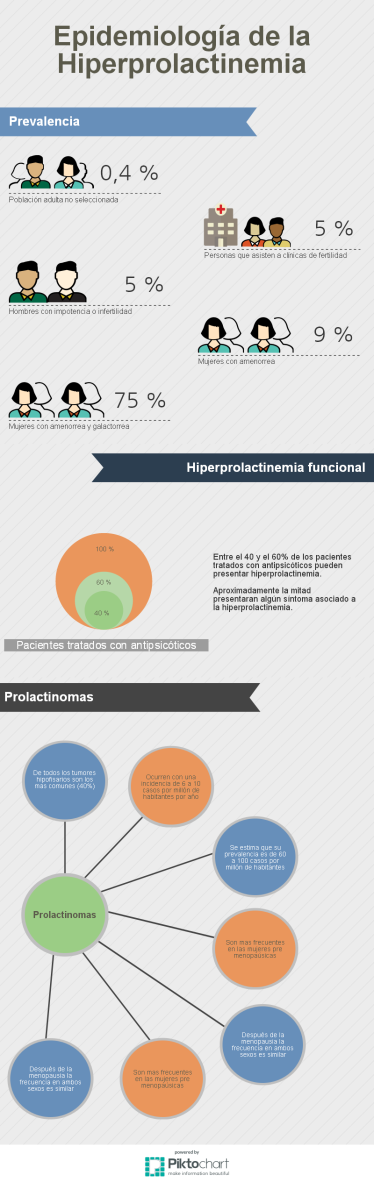 Epidemiología de la
Hiperprolactinemia
Prevalencia
0,4 %
Población adulta no seleccionada
5 %
Personas que asisten a clínicas de fertilidad
5 %
Hombres con impotencia o infertilidad
9 %
Mujeres con amenorrea
75 %
Mujeres con amenorrea y galactorrea
Hiperprolactinemia funcional
100 %
60 %
40 %
Pacientes tratados con antipsicóticos
Entre el 40 y el 60% de los pacientes
tratados con antipsicóticos pueden
presentar hiperprolactinemia.
Aproximadamente la mitad
presentaran algún síntoma asociado a
la hiperprolactinemia.
Prolactinomas
De todos los tumores
hipofisarios son los
mas comunes (40%)
Ocurren con una
incidencia de 6 a 10
casos por millón de
habitantes por año
Se estima que su
prevalencia es de 60
a 100 casos por
millón de habitantes
Prolactinomas
Son mas frecuentes
en las mujeres pre
menopáusicas
Después de la
menopausia la
frecuencia en ambos
sexos es similar
Después de la
menopausia la
frecuencia en ambos
sexos es similar
Son mas frecuentes
en las mujeres pre
menopáusicas
powered by
Piktochart
make information beautiful